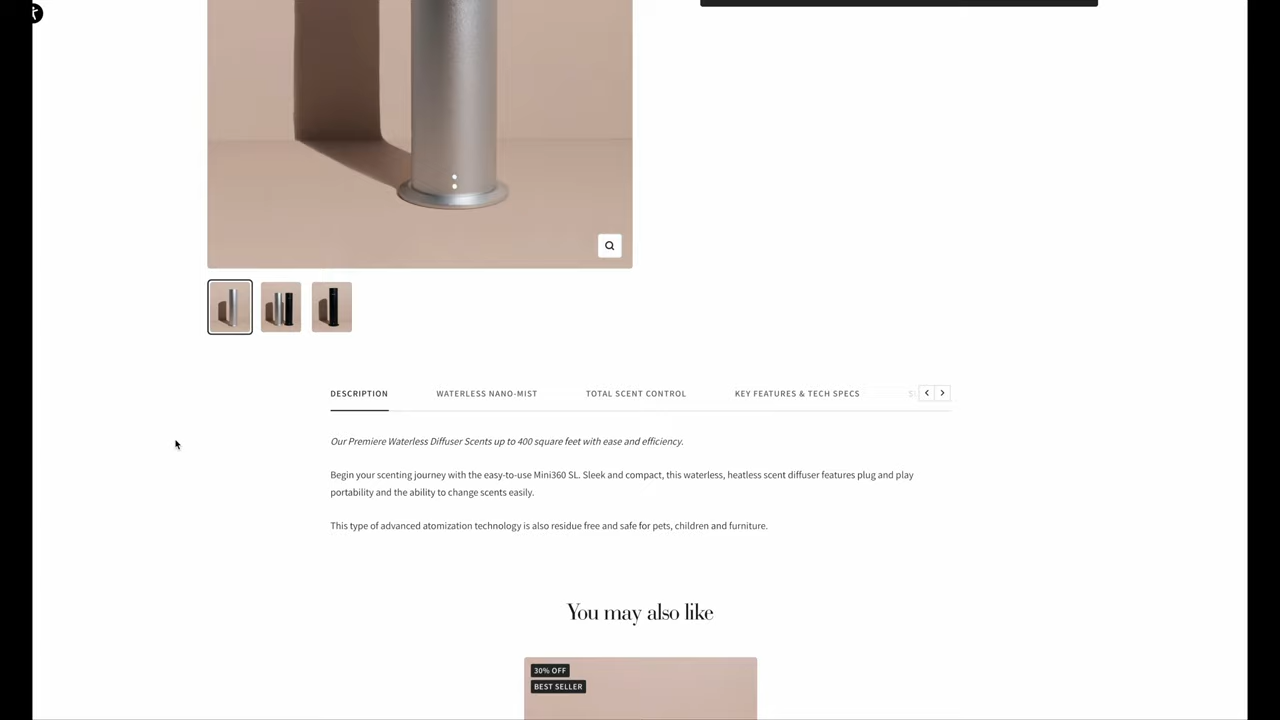 DESCRIPTION
WATERLESS NANO-MIST
TOTAL SCENT CONTROL
KEY FEATURES & TECH SPECS
Our Premiere Waterless Diffuser Scents up to 400 square feet with ease and efficiency.
Begin your scenting journey with the easy-to-use Mini360 SL. Sleek and compact, this waterless, heatless scent diffuser features plug and play
portability and the ability to change scents easily.
This type of advanced atomization technology is also residue free and safe for pets, children and furniture.
You may also like
30% OFF
BEST SELLER